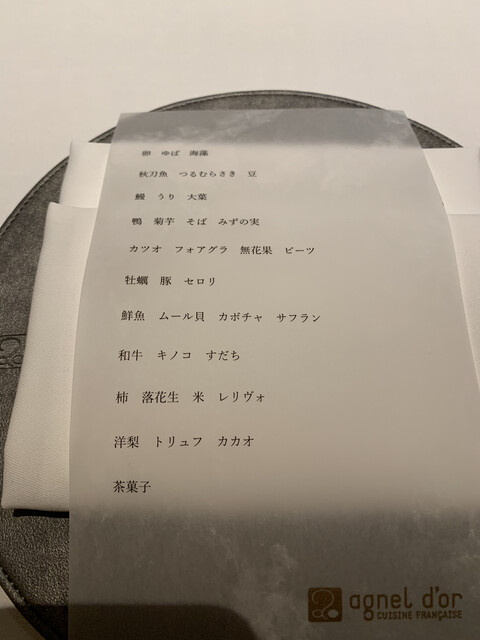 卵 ゆば 海藻
秋刀魚 つるむらさき 豆
鰻 うり 大葉
鴨 菊芋 そば みずの実
カツオ フォアグラ 無花果 ビーツ
牡蠣 豚 セロリ
鮮魚 ムール貝 カボチャ サフラン
和牛 キノコ すだち
柿 落花生 米 レリヴォ
洋梨 トリュフ カカオ
茶菓子
agnel d'or
CUISINE FRANÇAISE